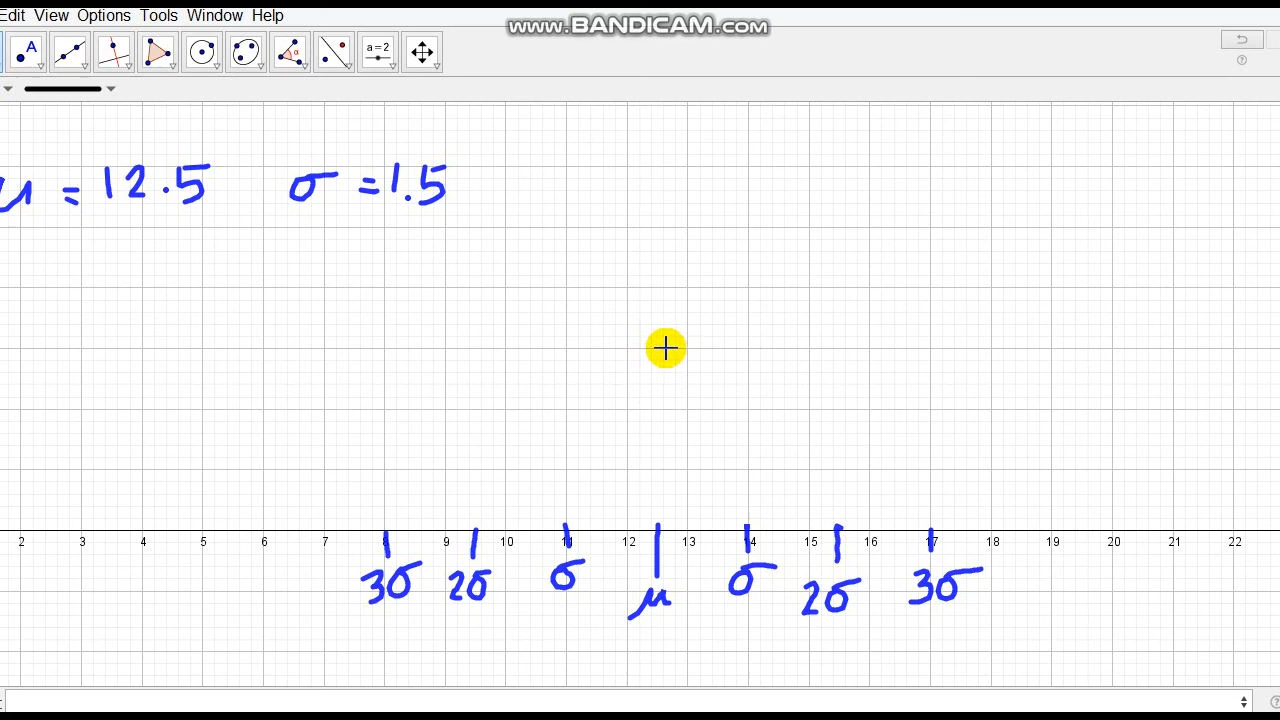 Edit View Options Tools Window Help
www.BANDICAM.com
A
α
a = 2
μ = 12.5 σ = 1.5
2 3 4 5 6 7 8 9 10 11 12 13 14 15 16 17 18 19 20 21 22
3σ 2σ σ μ σ 2σ 3σ